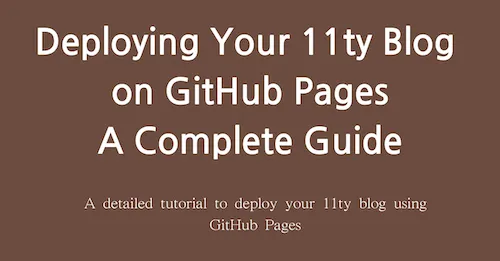 Deploying Your 11ty Blog
on GitHub Pages
A Complete Guide
A detailed tutorial to deploy your 11ty blog using
GitHub Pages